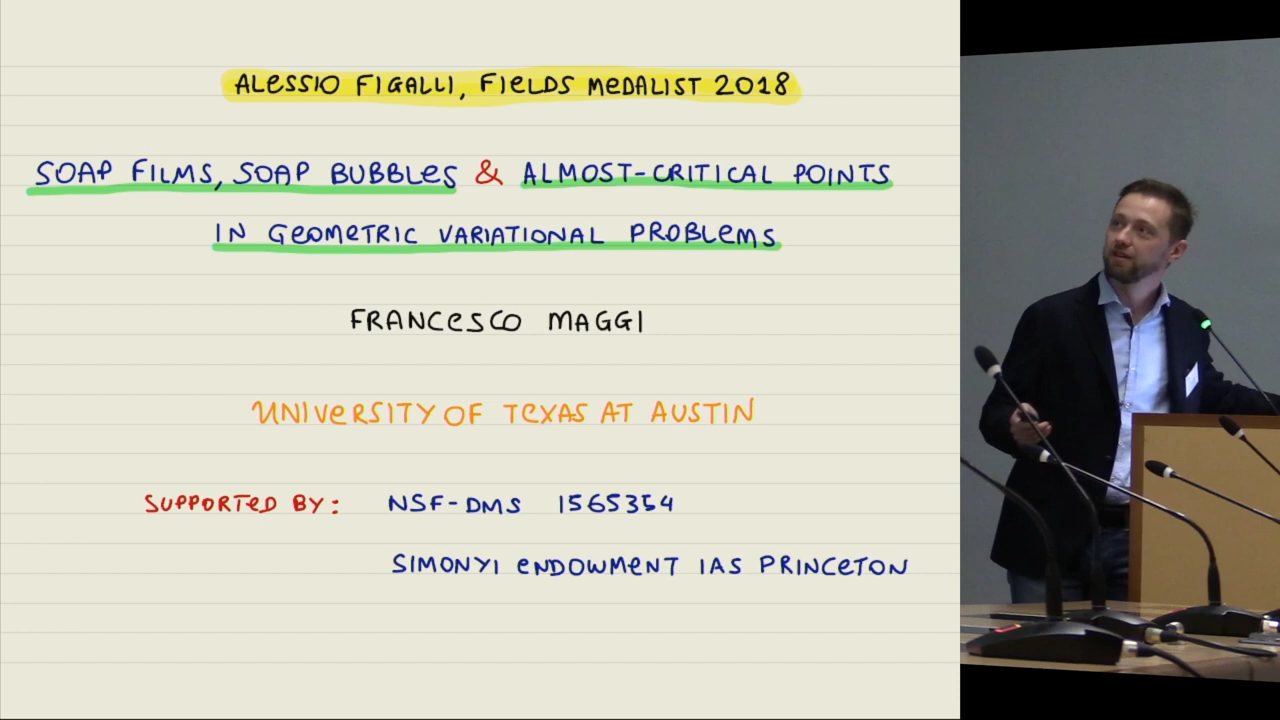 ALESSIO FIGALLI, FIELDS MEDALIST 2018
SOAP FILMS, SOAP BUBBLES & ALMOST-CRITICAL POINTS
IN GEOMETRIC VARIATIONAL PROBLEMS
FRANCESCO MAGGI
UNIVERSITY OF TEXAS AT AUSTIN
SUPPORTED BY: NSF-DMS 1565354
SIMONYI ENDOWMENT IAS PRINCETON